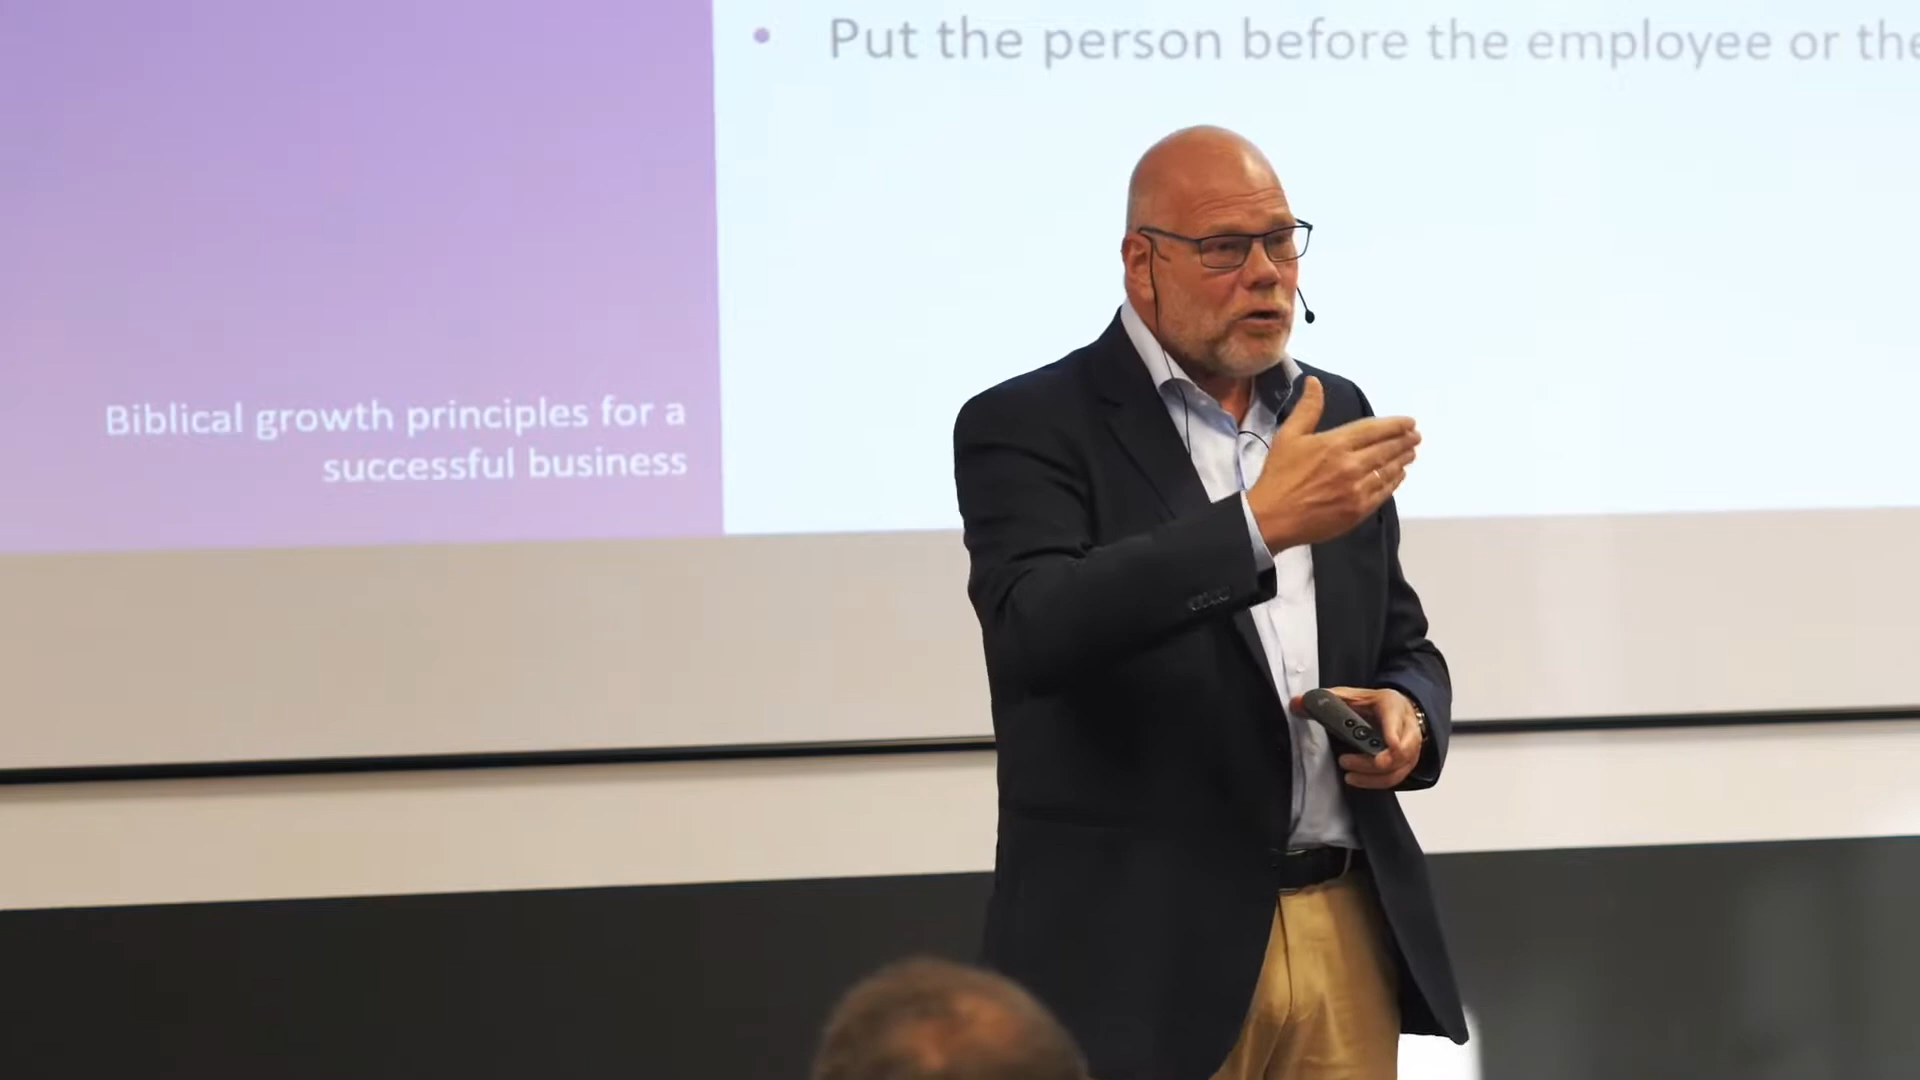 Put the person before the employee or the
Biblical growth principles for a
successful business